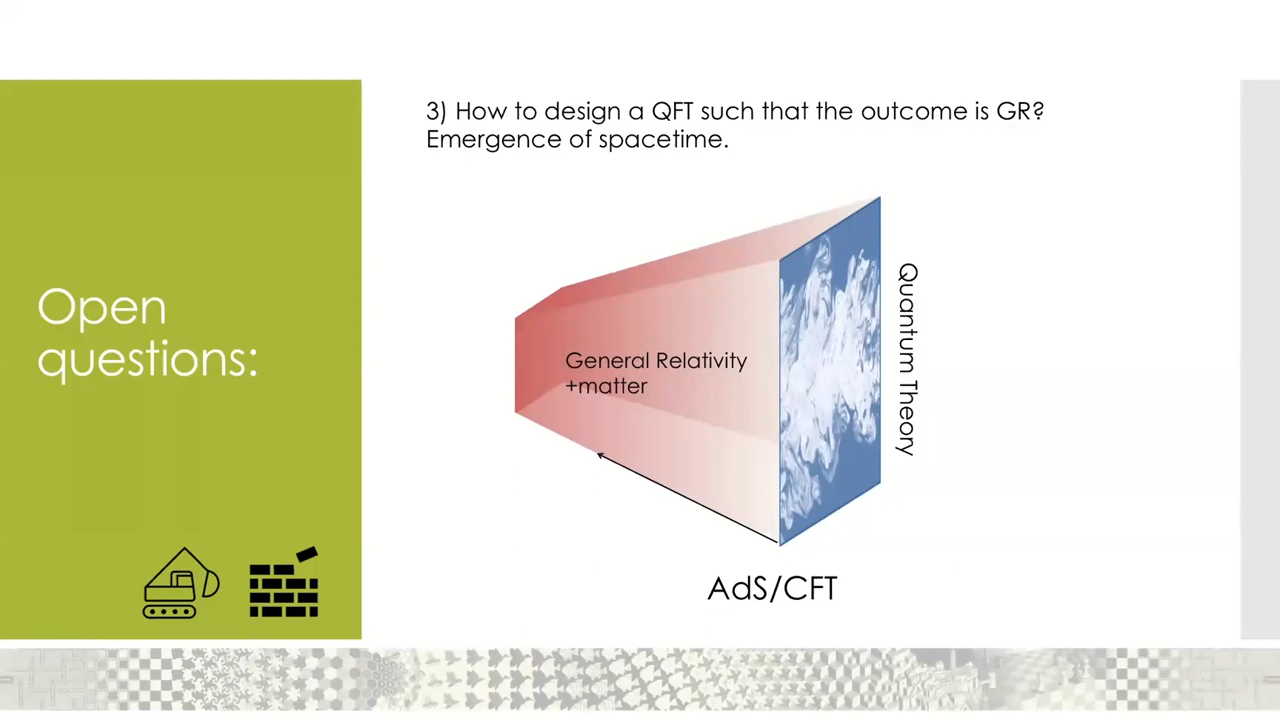 Open
questions:
3) How to design a QFT such that the outcome is GR?
Emergence of spacetime.
General Relativity
+matter
Quantum Theory
AdS/CFT